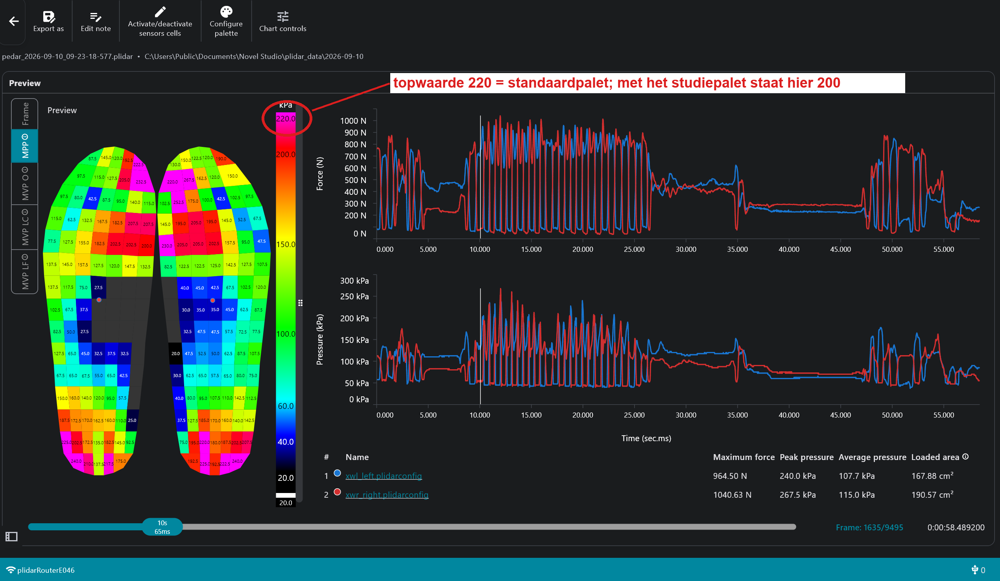 Export as
Edit note
Activate/deactivate
sensors cells
Configure
palette
Chart controls
pedar_2026-09-10_09-23-18-577.plidar • C:\Users\Public\Documents\Novel Studio\plidar_data\2026-09-10
Preview
topwaarde 220 = standaardpalet; met het studiepalet staat hier 200
Frame
MPP
MVP O
MVP LC
MVP LF
Preview
87.5 145.0 120.0 192.5 222.5
97.5 115.0 127.5 205.0 232.5
97.5 80.0 42.5 87.5 95.0 140.0 115.0
115.0 62.5 132.5 167.5 182.5 207.5 207.5
77.5 127.5 155.0 182.5 202.5 202.5 200.0
137.5 145.0 157.5 127.5 120.0 147.5 132.5
137.5 117.5 75.0 27.5
102.5 67.5 37.5
82.5 50.0 27.5
127.5 65.0 45.0 32.5 37.5 32.5
67.5 65.0 67.5 55.0 65.0 42.5
150.0 160.0 140.0 120.0 95.0 57.5
187.5 172.5 170.0 162.5 160.0 110.0 25.0
225.0 202.5 172.5 135.0 182.5 145.0 92.5
240.0 210.0 137.5 217.5 175.0
130.0 150.0 122.5 120.0 190.0
220.0 267.5 162.5 120.0 150.0
102.5 252.5 175.0 100.0 42.5 102.5 97.5
145.0 195.0 205.0 195.0 145.0 52.5 67.5
230.0 205.0 205.0 202.5 157.5 95.0 47.5
82.5 122.5 122.5 125.0 142.5 127.5 107.5
40.0 45.0 42.5 67.5 102.5 120.0
30.0 35.0 35.0 45.0 62.5 87.5
32.5 47.5 47.5 57.5 72.5 77.5
20.0 47.5 52.5 50.0 62.5 87.5 107.5
30.0 62.5 65.0 57.5 65.0 80.0 75.0
40.0 80.0 95.0 107.5 110.0 142.5 112.5
37.5 127.5 185.0 170.0 160.0 140.0 142.5
75.0 195.0 220.0 180.0 187.5 202.5 207.5
192.5 225.0 192.5 222.5 240.0
kPa
220.0
200.0
150.0
100.0
60.0
40.0
20.0
20.0
Force (N)
1000 N
900 N
800 N
700 N
600 N
500 N
400 N
300 N
200 N
0 N
0.000 5.000 10.000 15.000 20.000 25.000 30.000 35.000 40.000 45.000 50.000 55.000
Pressure (kPa)
300 kPa
250 kPa
200 kPa
150 kPa
100 kPa
50 kPa
0 kPa
0.000 5.000 10.000 15.000 20.000 25.000 30.000 35.000 40.000 45.000 50.000 55.000
Time (sec.ms)
# Name Maximum force Peak pressure Average pressure Loaded area
1 xwl_left.plidarconfig 964.50 N 240.0 kPa 107.7 kPa 167.88 cm²
2 xwr_right.plidarconfig 1040.63 N 267.5 kPa 115.0 kPa 190.57 cm²
10s
65ms
Frame: 1635/9495 0:00:58.489200
plidarRouterE046 0